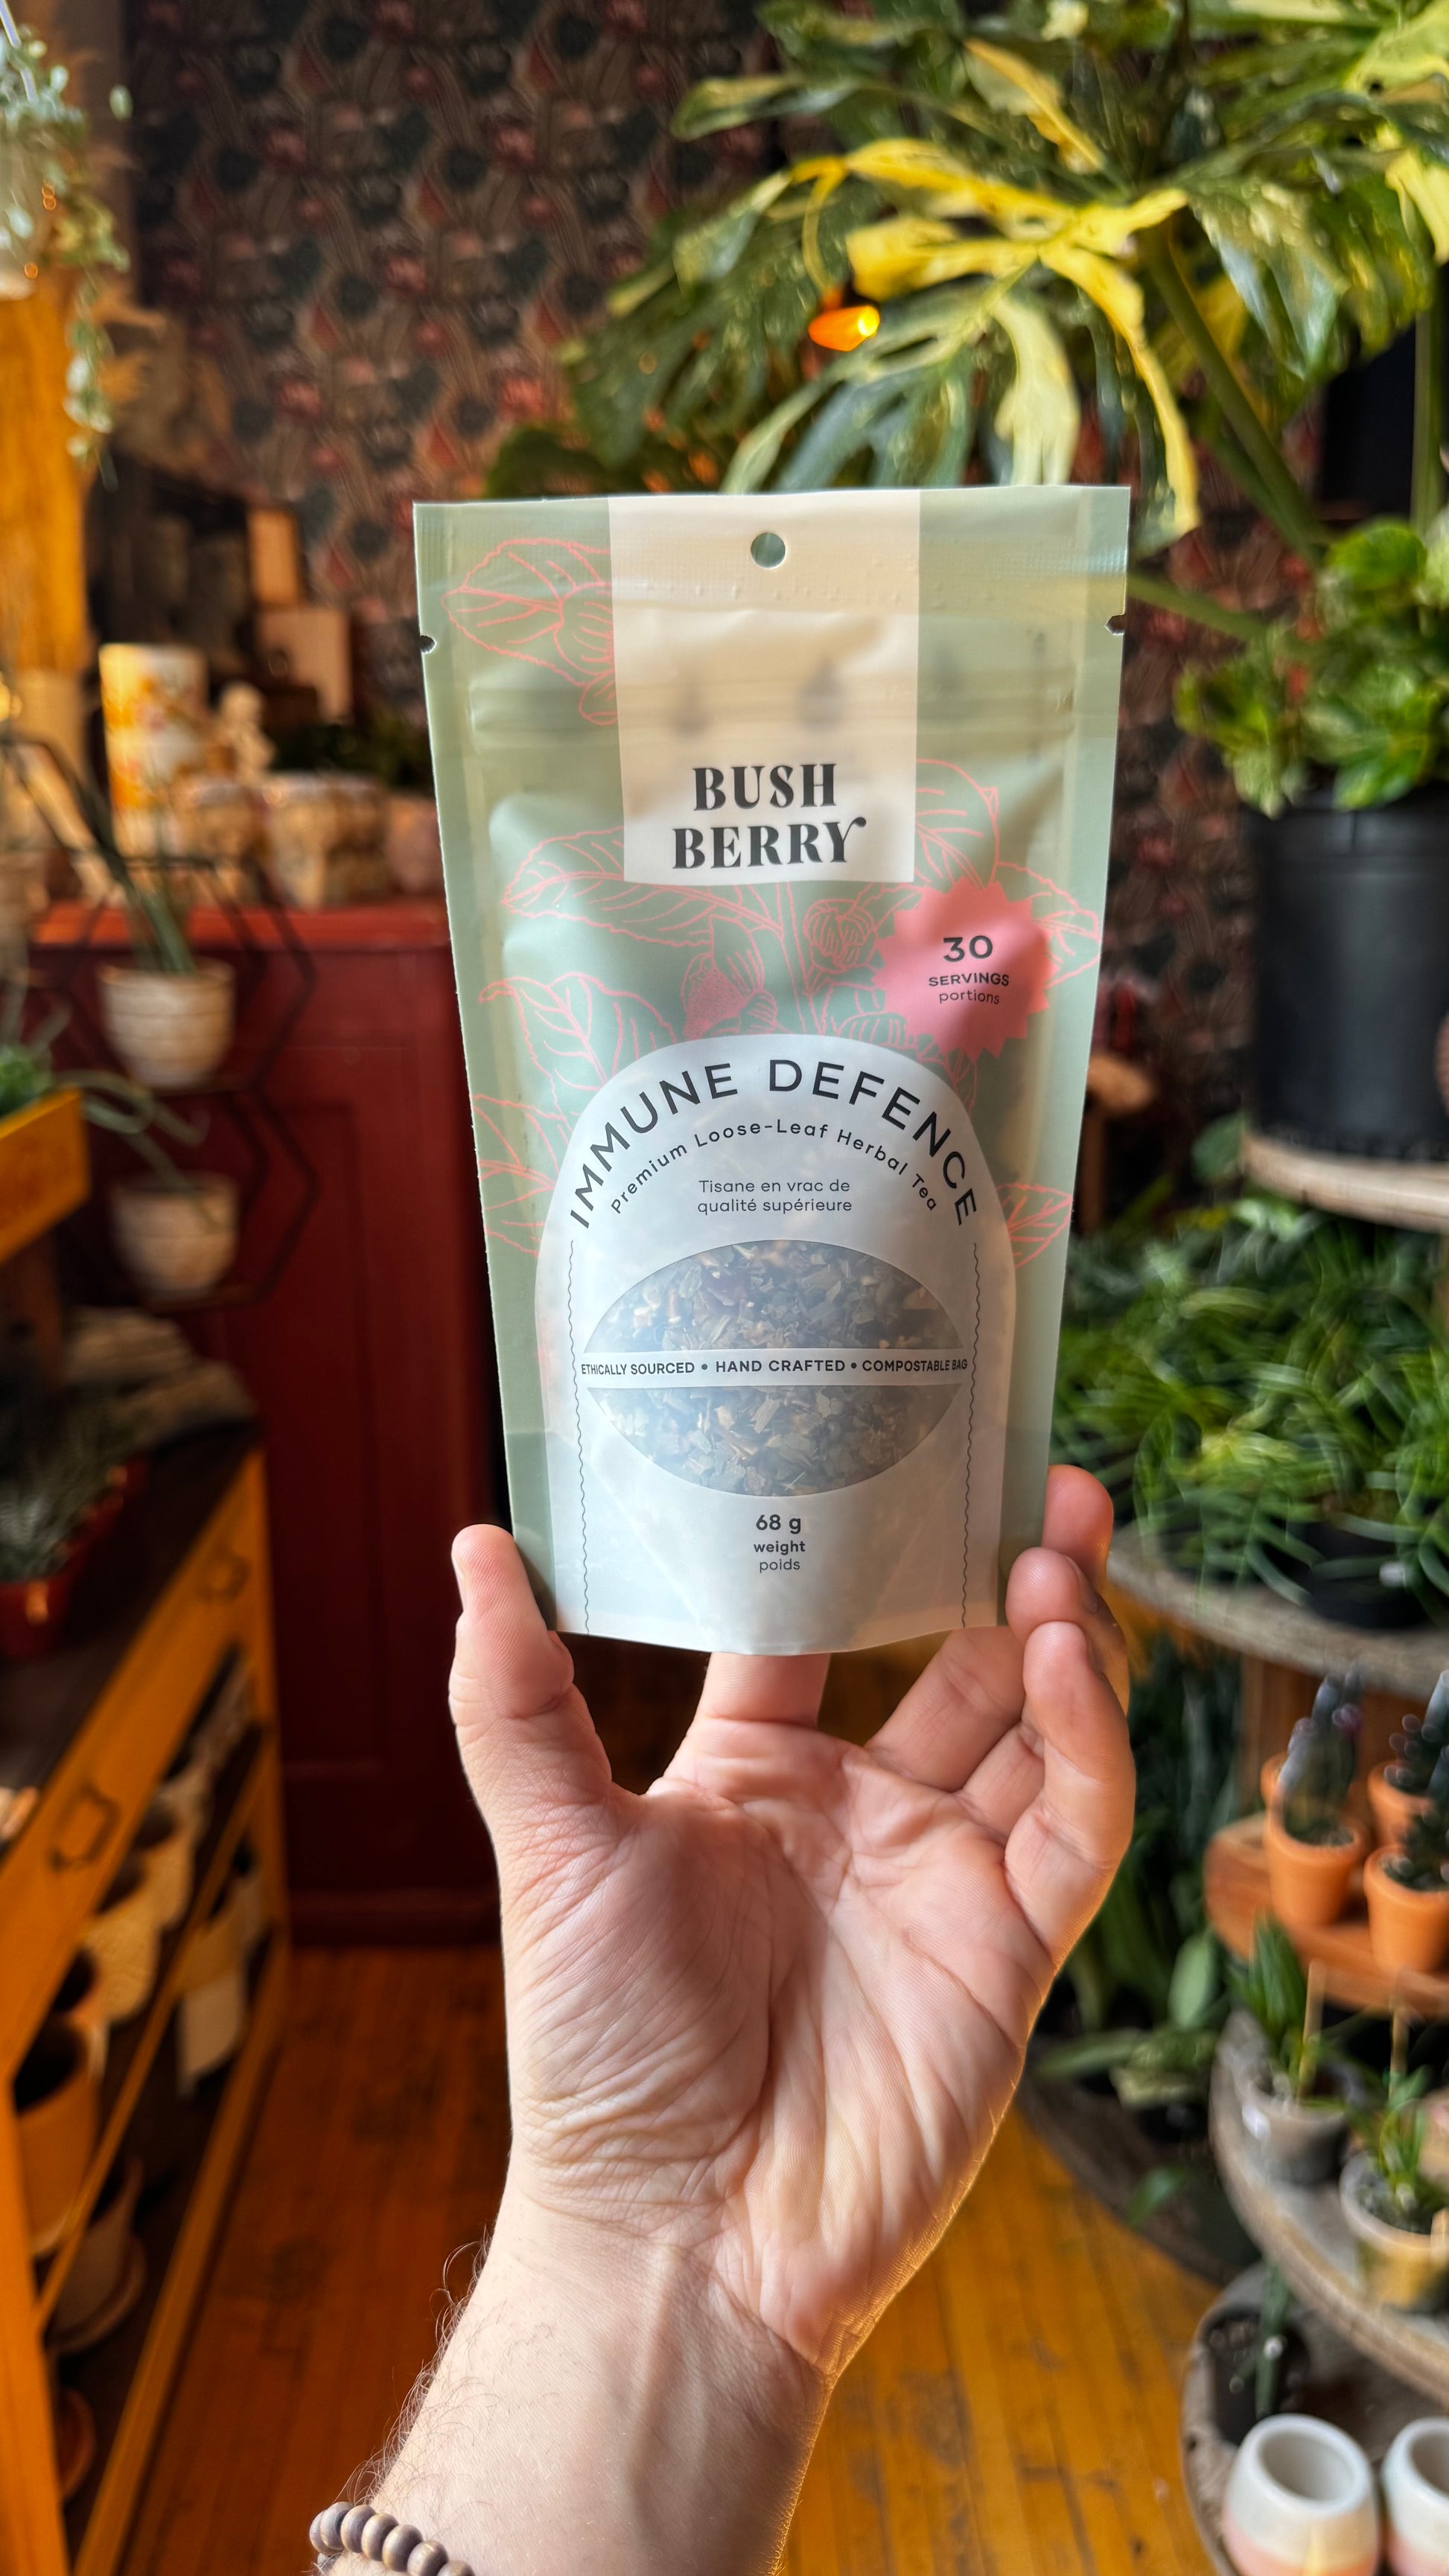 BUSH
BERRY
30
SERVINGS
portions
IMMUNE DEFENCE
Premium Loose-Leaf Herbal Tea
Tisane en vrac de
qualité supérieure
ETHICALLY SOURCED • HAND CRAFTED • COMPOSTABLE BAG
68 g
weight
poids